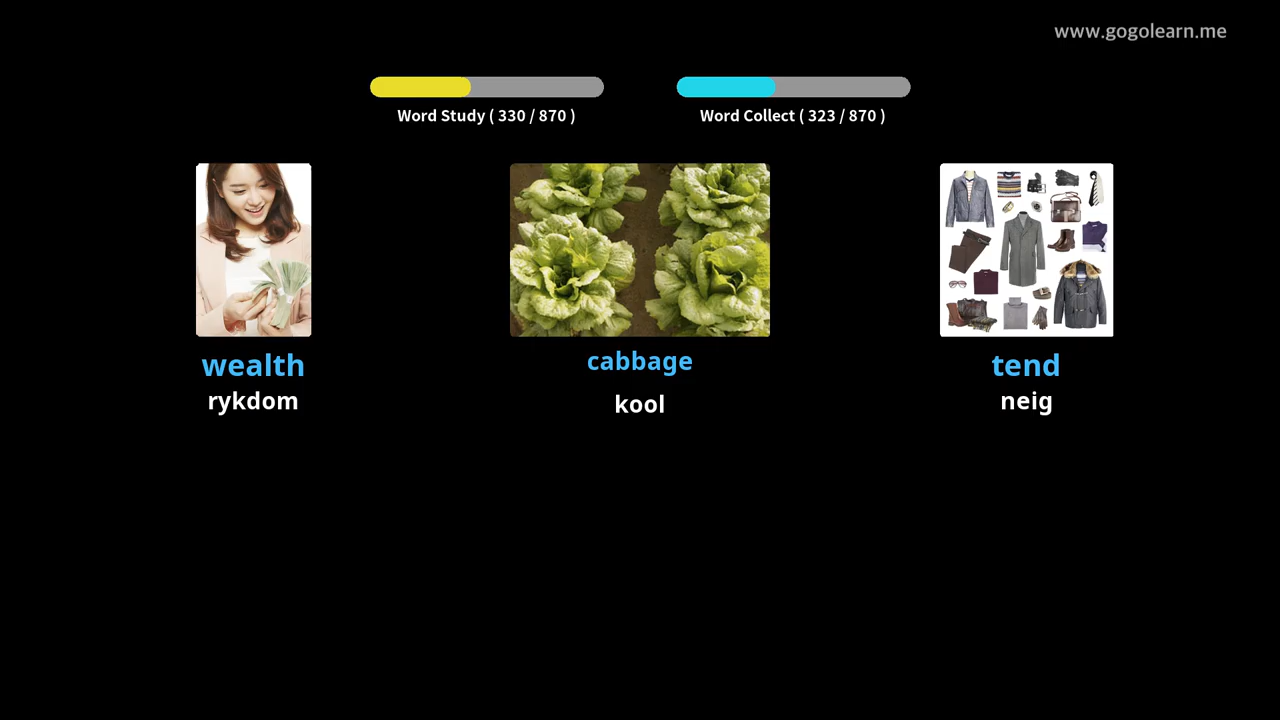 www.gogolearn.me
Word Study ( 330 / 870 )
Word Collect ( 323 / 870 )
wealth
rykdom
cabbage
kool
tend
neig